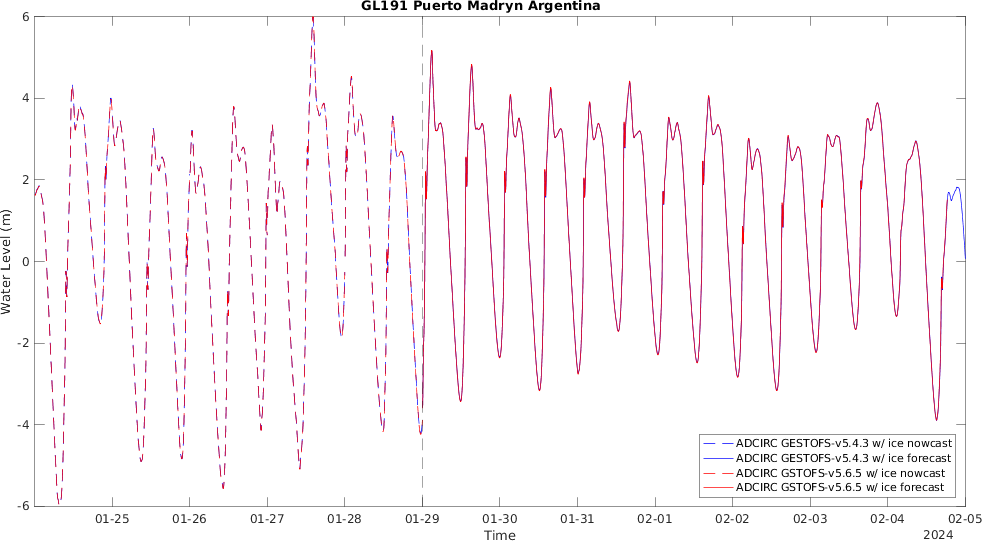 GL191 Puerto Madryn Argentina
6
4
2
0
-2
-4
-6
Water Level (m)
ADCIRC GESTOFS-v5.4.3 w/ ice nowcast
ADCIRC GESTOFS-v5.4.3 w/ ice forecast
ADCIRC GSTOFS-v5.6.5 w/ ice nowcast
ADCIRC GSTOFS-v5.6.5 w/ ice forecast
01-25 01-26 01-27 01-28 01-29 01-30 01-31 02-01 02-02 02-03 02-04 02-05
Time
2024